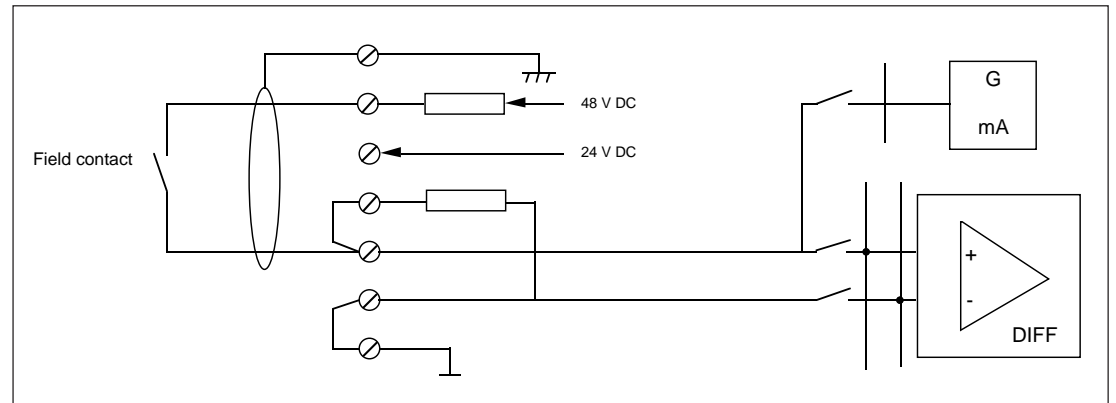 48 V DC
24 V DC
Field contact
G
mA
+
-
DIFF